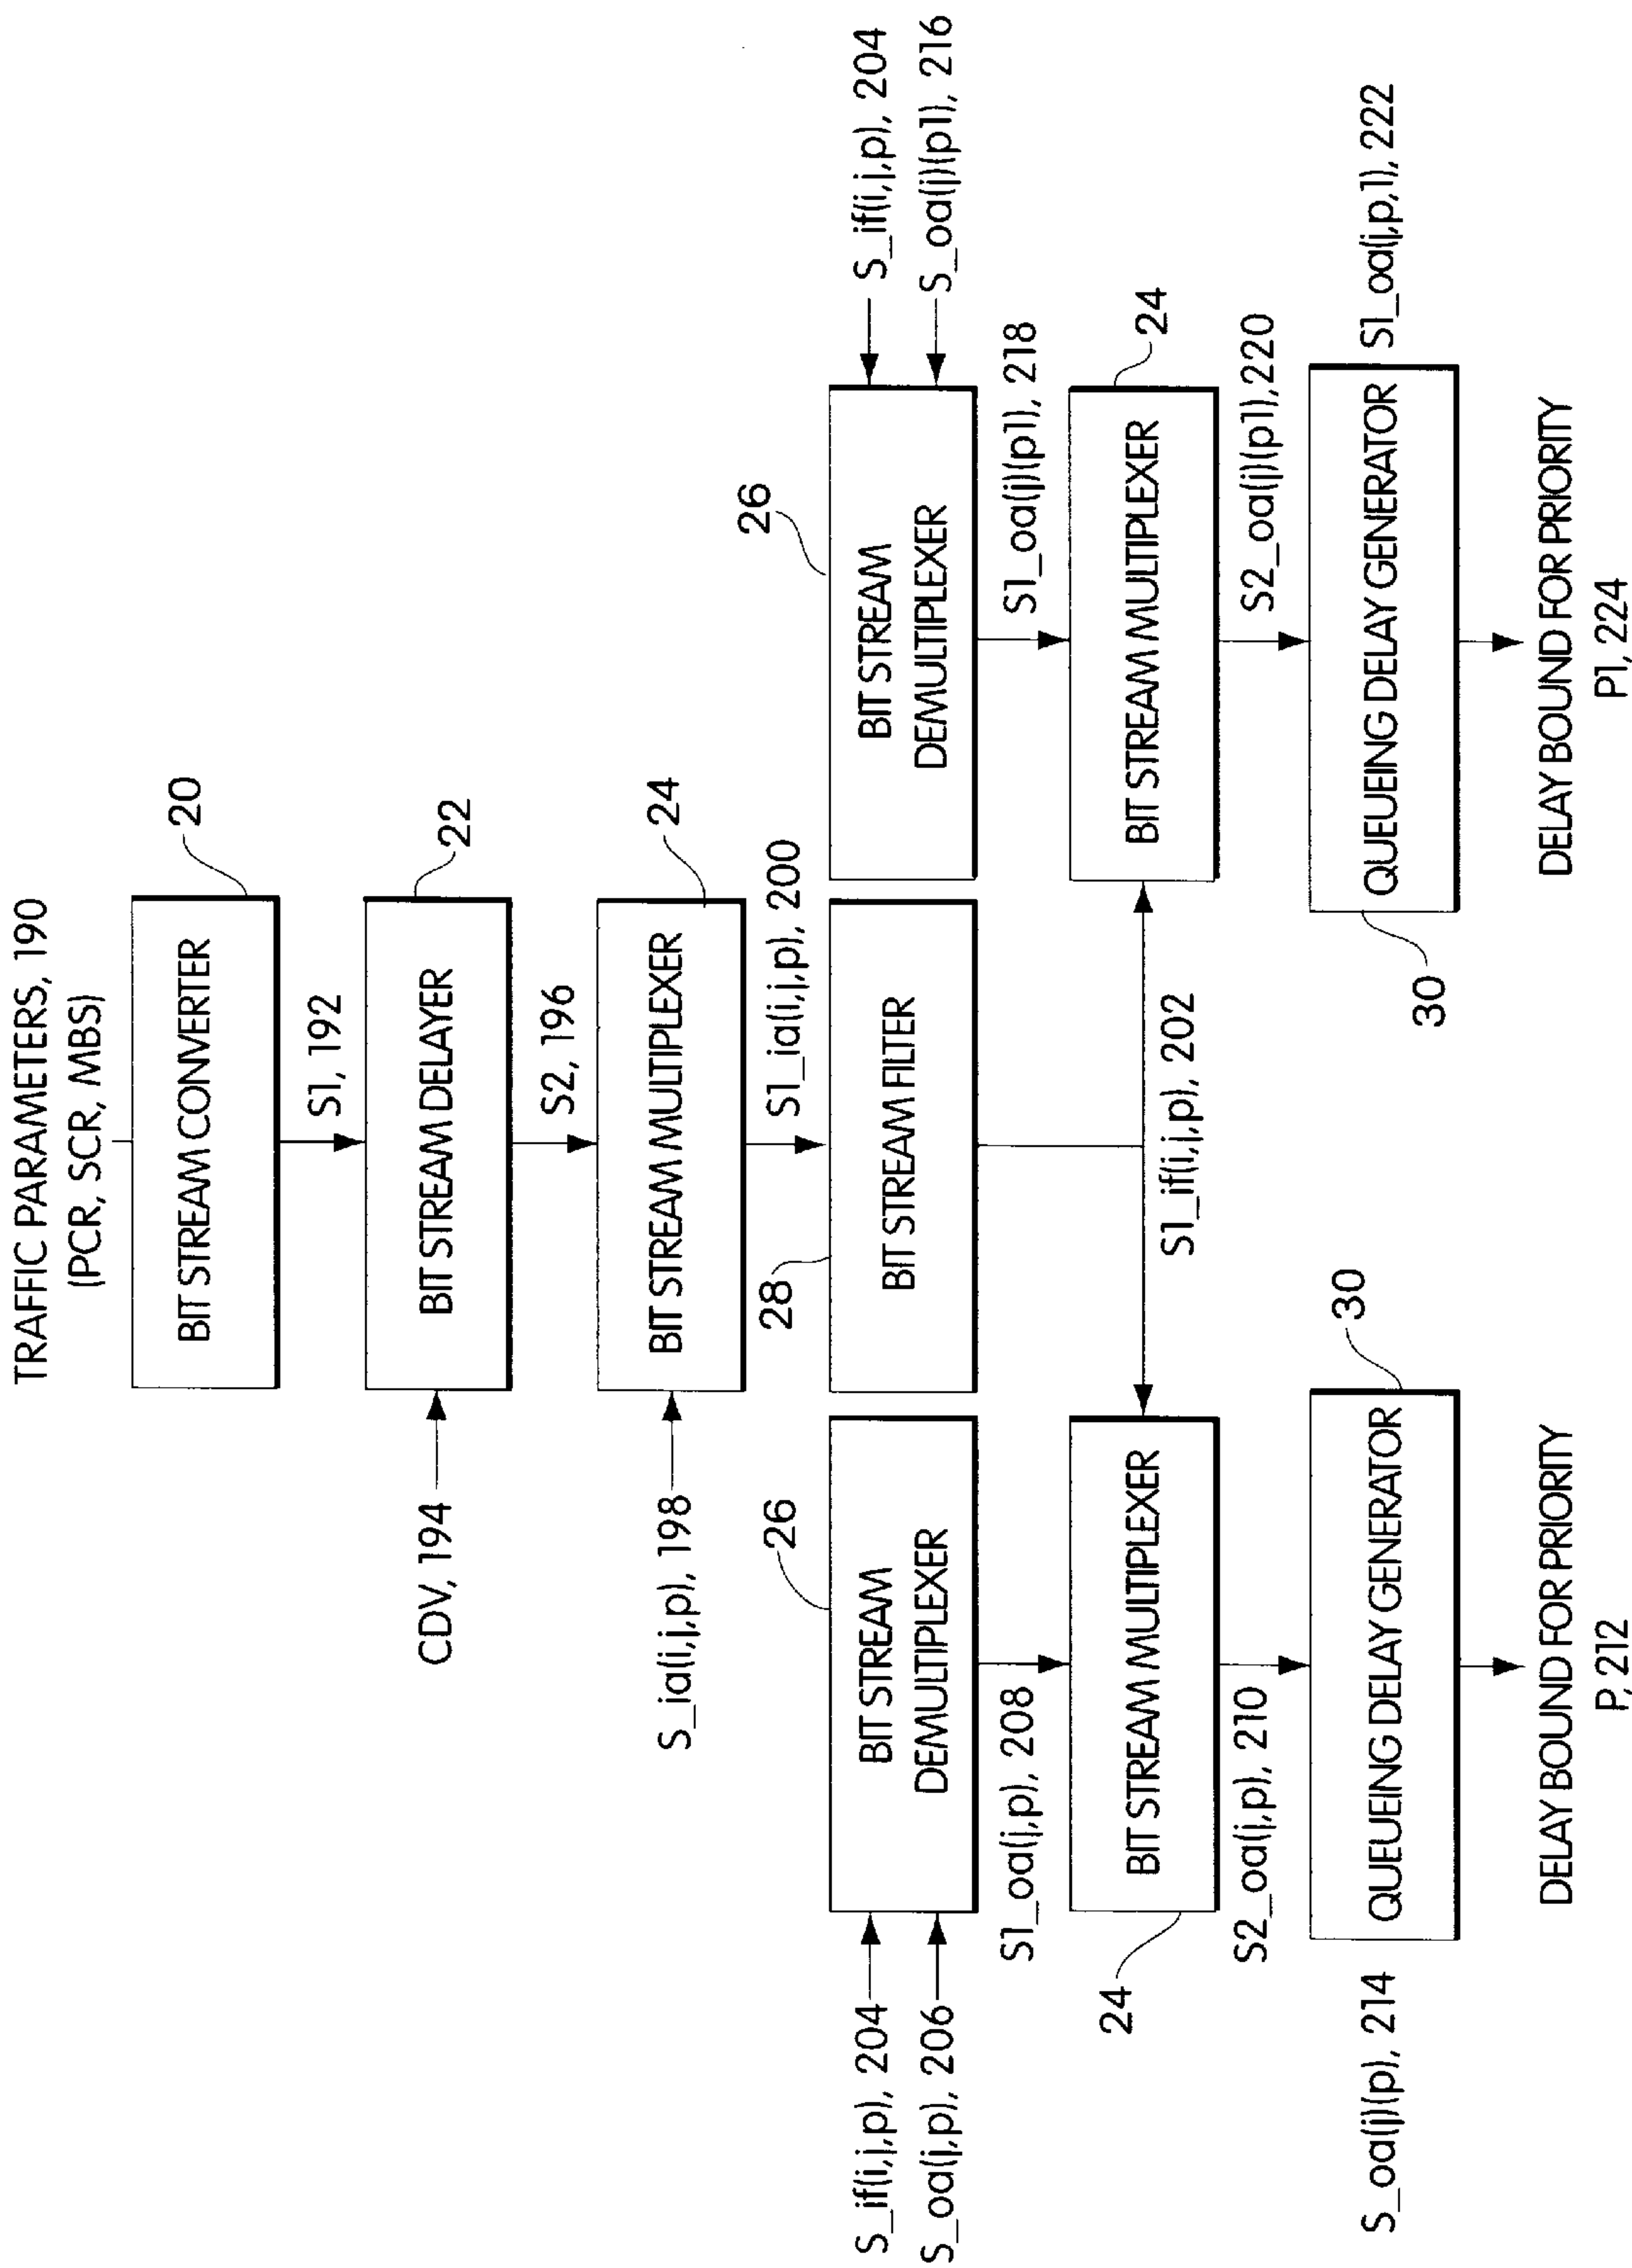 TRAFFIC PARAMETERS, 190
(PCR, SCR, MBS)
BIT STREAM CONVERTER
20
S1, 192
CDV, 194
BIT STREAM DELAYER
22
S2, 196
S_ia(i,j,p), 198
BIT STREAM MULTIPLEXER
24
S1_ia(i,j,p), 200
26
BIT STREAM
DEMULTIPLEXER
S_if(i,j,p), 204
S_oa(j,p), 206
28
BIT STREAM FILTER
26
BIT STREAM
DEMULTIPLEXER
S_if(i,j,p), 204
S_oa(j)(p1), 216
S1_oa(j,p), 208
S1_oa(j)(p1), 218
BIT STREAM MULTIPLEXER
24
S1_if(i,j,p), 202
BIT STREAM MULTIPLEXER
24
S2_oa(j,p), 210
S2_oa(j)(p1),220
30
S_oa(j)(p), 214
QUEUEING DELAY GENERATOR
30
QUEUEING DELAY GENERATOR
S1_oa(j,p,1), 222
DELAY BOUND FOR PRIORITY
P, 212
DELAY BOUND FOR PRIORITY
P1, 224